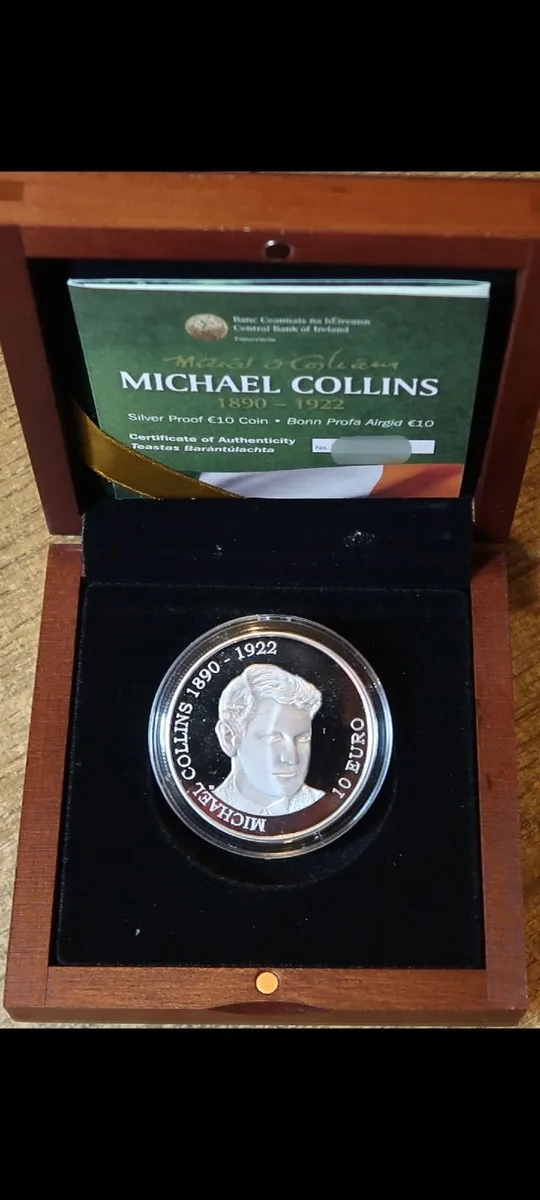 Banc Ceannais na hÉireann
Central Bank of Ireland
Eurosystem
MICHAEL COLLINS
1890 – 1922
Silver Proof €10 Coin • Bonn Profa Airgid €10
Certificate of Authenticity
Teastas Barántúlachta
No.
MICHAEL COLLINS 1890 - 1922
10 EURO